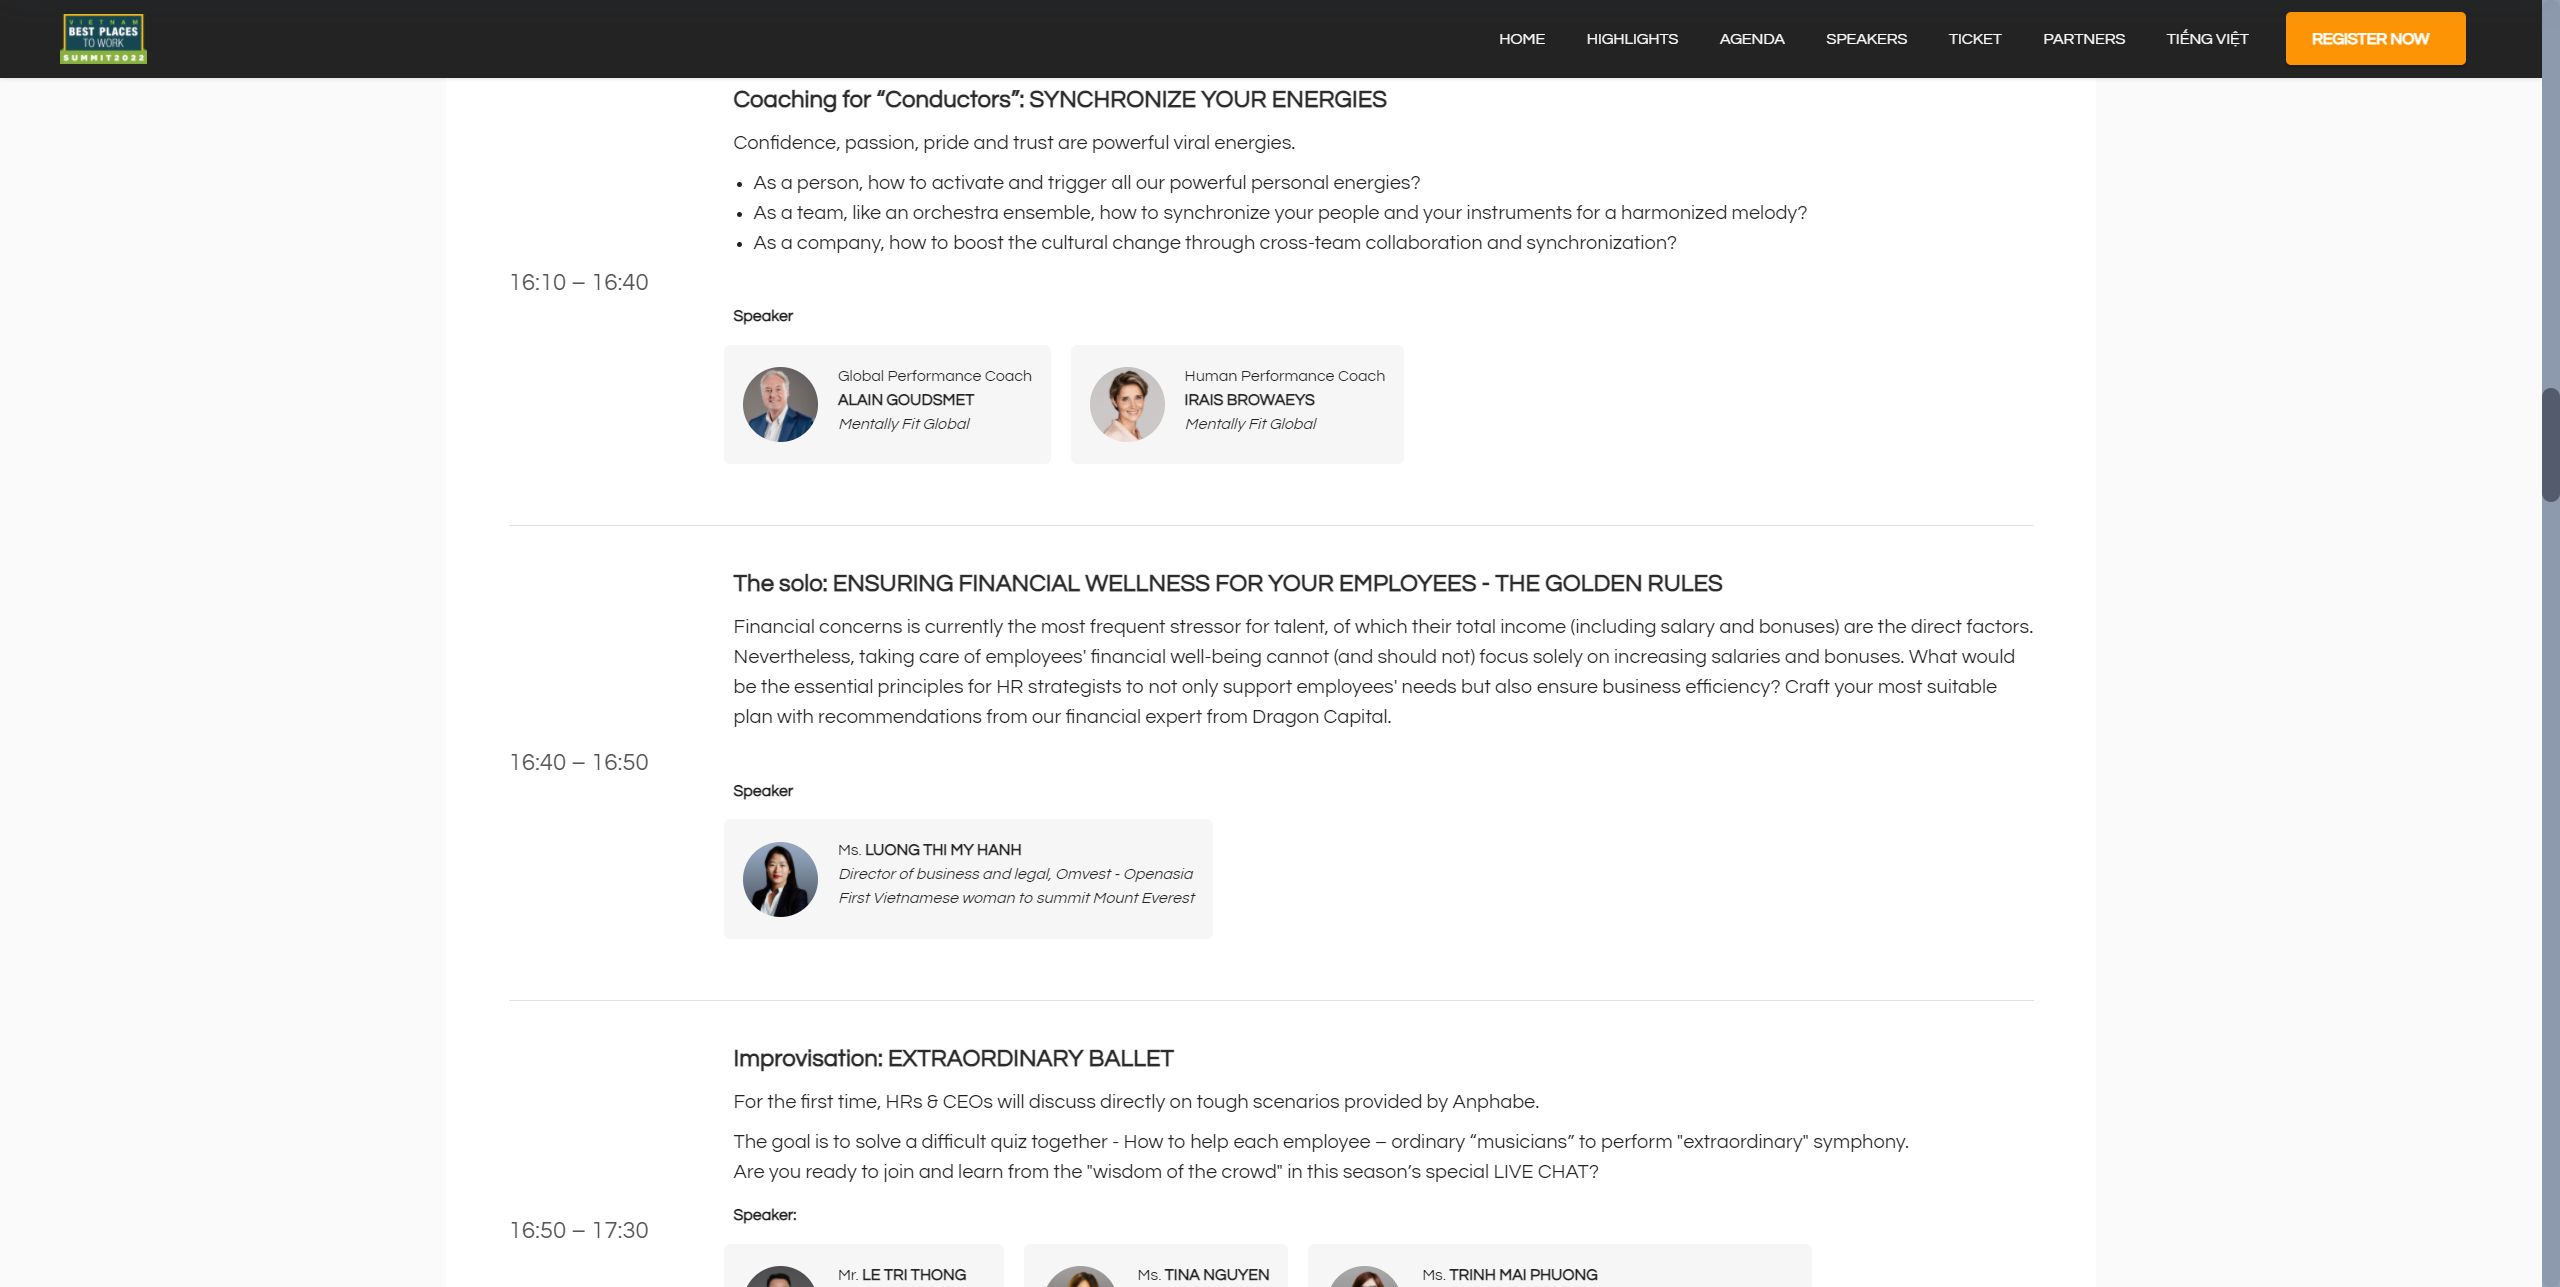 VIETNAM
BEST PLACES
TO WORK
SUMMIT2022
HOME
HIGHLIGHTS
AGENDA
SPEAKERS
TICKET
PARTNERS
TIẾNG VIỆT
REGISTER NOW
Coaching for “Conductors”: SYNCHRONIZE YOUR ENERGIES
Confidence, passion, pride and trust are powerful viral energies.
• As a person, how to activate and trigger all our powerful personal energies?
• As a team, like an orchestra ensemble, how to synchronize your people and your instruments for a harmonized melody?
• As a company, how to boost the cultural change through cross-team collaboration and synchronization?
16:10 – 16:40
Speaker
Global Performance Coach
ALAIN GOUDSMET
Mentally Fit Global
Human Performance Coach
IRAIS BROWAEYS
Mentally Fit Global
The solo: ENSURING FINANCIAL WELLNESS FOR YOUR EMPLOYEES - THE GOLDEN RULES
Financial concerns is currently the most frequent stressor for talent, of which their total income (including salary and bonuses) are the direct factors.
Nevertheless, taking care of employees' financial well-being cannot (and should not) focus solely on increasing salaries and bonuses. What would
be the essential principles for HR strategists to not only support employees' needs but also ensure business efficiency? Craft your most suitable
plan with recommendations from our financial expert from Dragon Capital.
16:40 – 16:50
Speaker
Ms. LUONG THI MY HANH
Director of business and legal, Omvest - Openasia
First Vietnamese woman to summit Mount Everest
Improvisation: EXTRAORDINARY BALLET
For the first time, HRs & CEOs will discuss directly on tough scenarios provided by Anphabe.
The goal is to solve a difficult quiz together - How to help each employee – ordinary “musicians” to perform "extraordinary" symphony.
Are you ready to join and learn from the "wisdom of the crowd" in this season’s special LIVE CHAT?
16:50 – 17:30
Speaker:
Mr. LE TRI THONG
Ms. TINA NGUYEN
Ms. TRINH MAI PHUONG